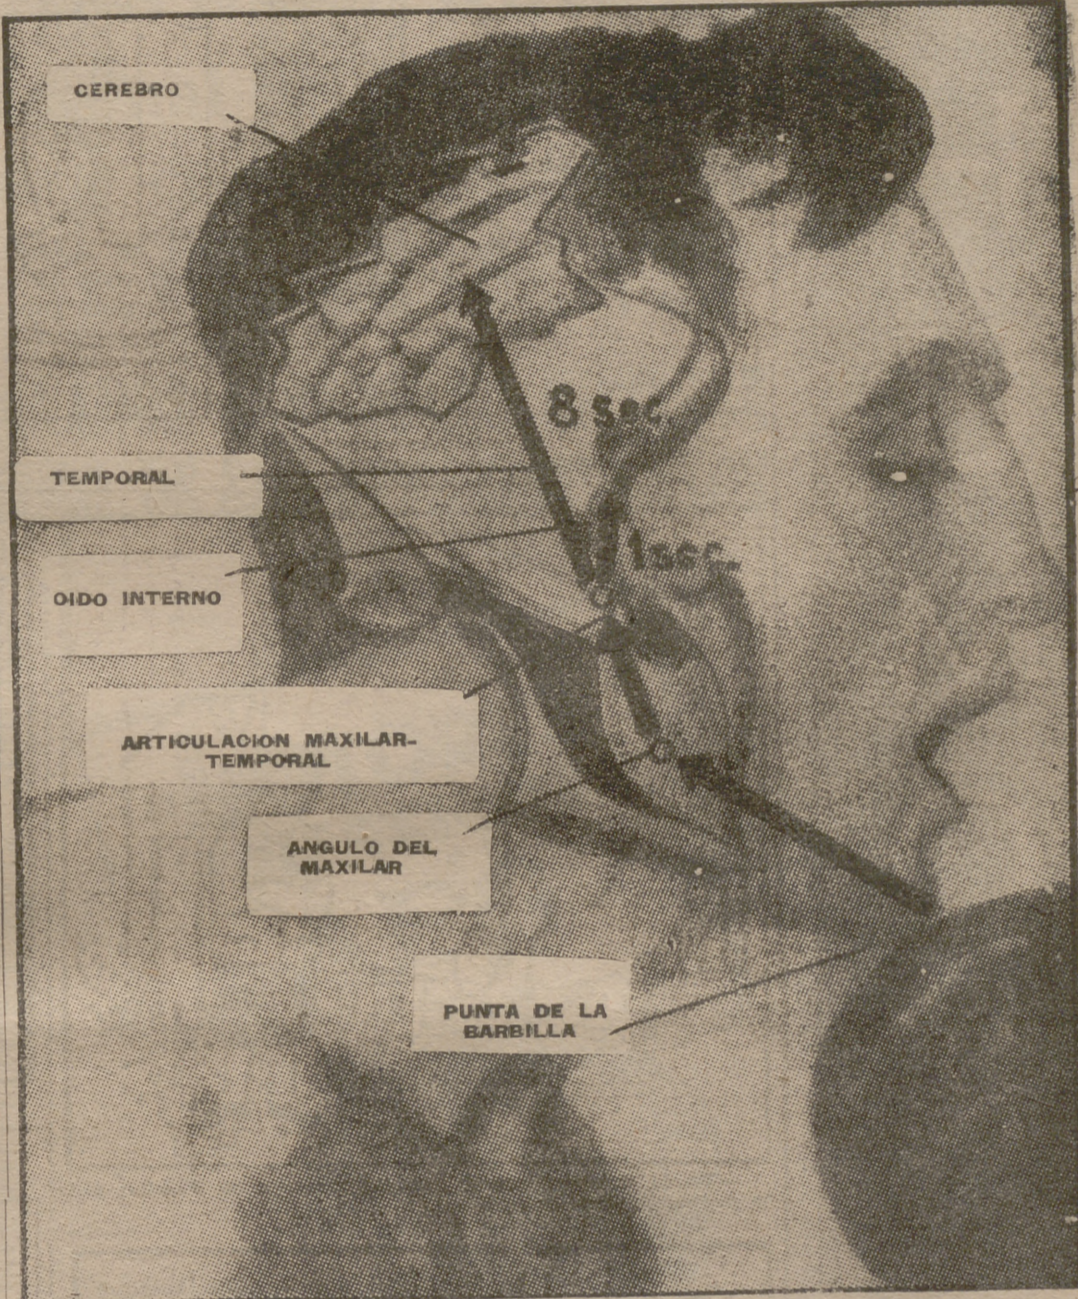 CEREBRO
8 sec.
TEMPORAL
1 sec.
OIDO INTERNO
ARTICULACION MAXILAR-
TEMPORAL
ANGULO DEL
MAXILAR
PUNTA DE LA
BARBILLA